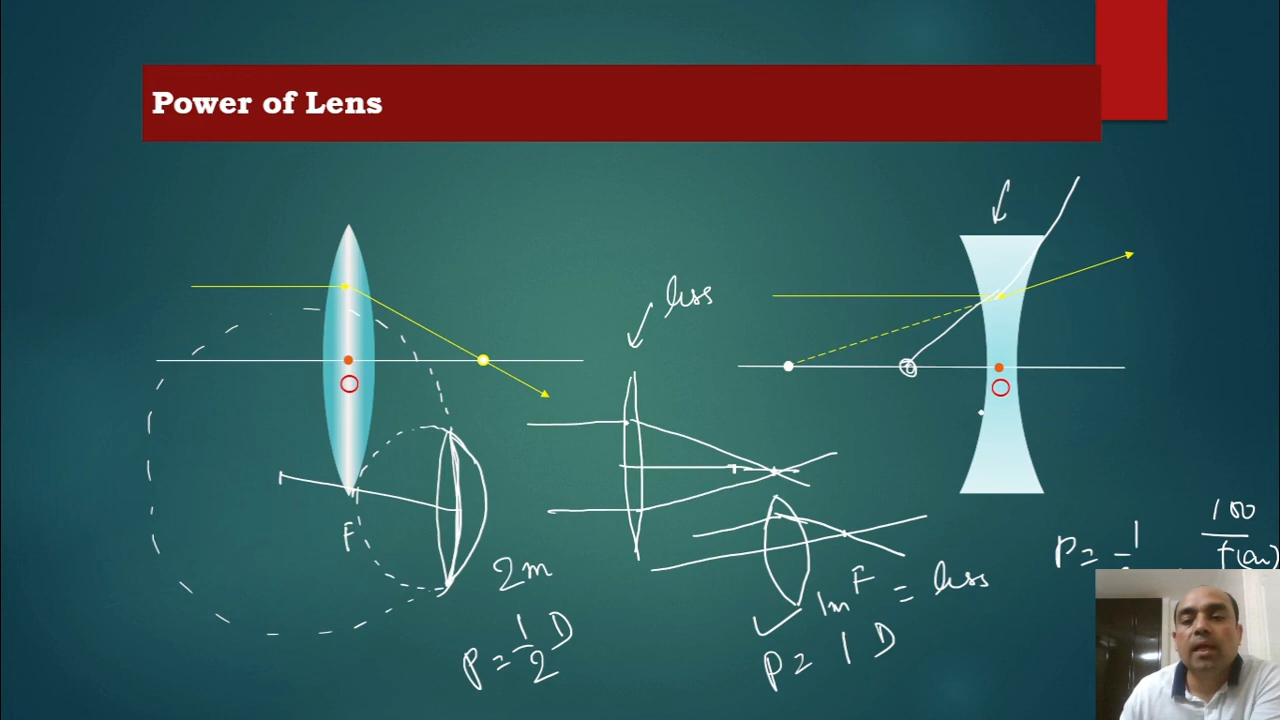 Power of Lens
less
F
2m
P = 1/2 D
1m F = less
P = 1 D
P = 1
100
f(cm)